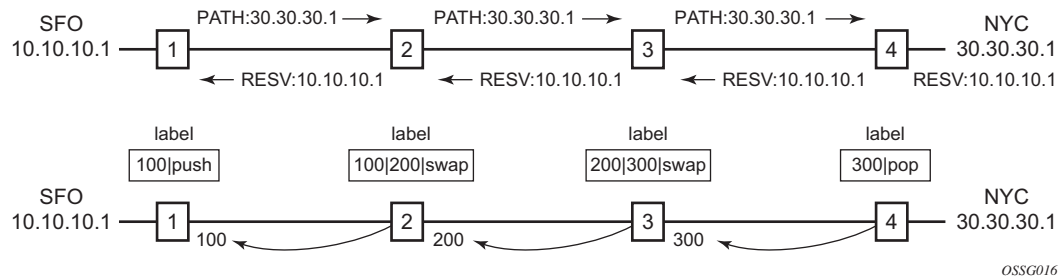 PATH:30.30.30.1 PATH:30.30.30.1 PATH:30.30.30.1
SFO
10.10.10.1
1
2
3
4
NYC
30.30.30.1
RESV:10.10.10.1 RESV:10.10.10.1 RESV:10.10.10.1 RESV:10.10.10.1
label label label label
100|push 100|200|swap 200|300|swap 300|pop
SFO
10.10.10.1
1
2
3
4
NYC
30.30.30.1
100 200 300
OSSG016